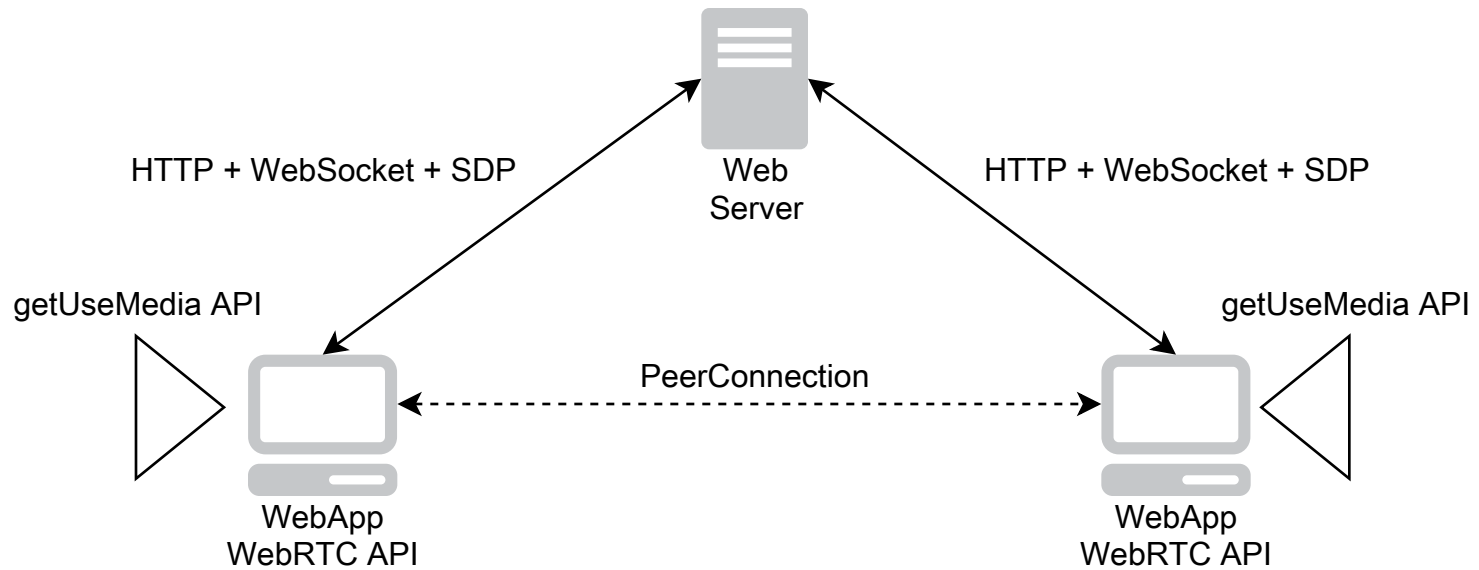 HTTP + WebSocket + SDP
Web
Server
HTTP + WebSocket + SDP
getUseMedia API
getUseMedia API
PeerConnection
WebApp
WebRTC API
WebApp
WebRTC API